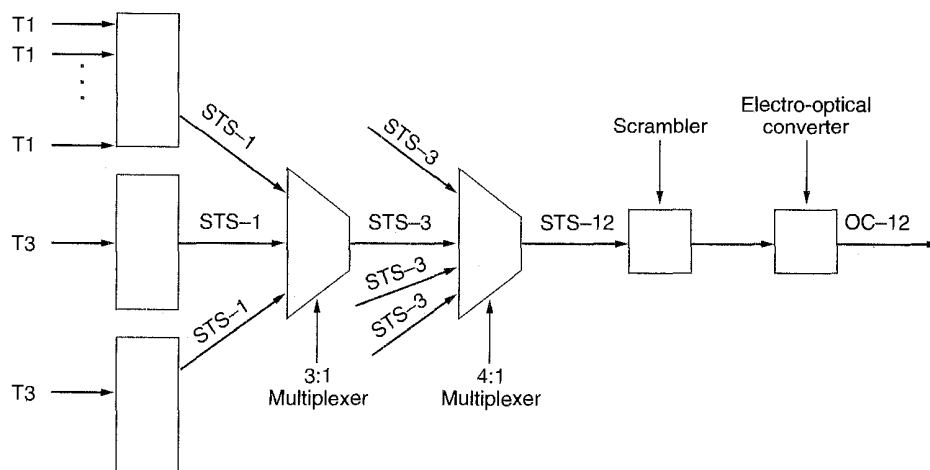 T1
T1
T1
T3
T3
STS–1
STS–1
STS–1
3:1
Multiplexer
STS–3
STS–3
STS–3
STS–3
4:1
Multiplexer
STS–12
Scrambler
Electro-optical
converter
OC–12